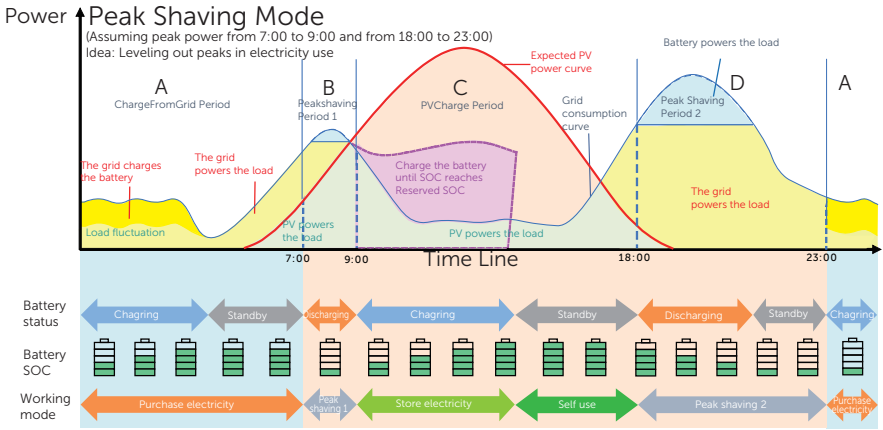 Power
Peak Shaving Mode
(Assuming peak power from 7:00 to 9:00 and from 18:00 to 23:00)
Idea: Leveling out peaks in electricity use
Battery powers the load
Expected PV
power curve
A
B
C
D
A
ChargeFromGrid Period
Peakshaving
Period 1
PVCharge Period
Grid
consumption
curve
Peak Shaving
Period 2
The grid charges
the battery
The grid
powers the load
Charge the battery
until SOC reaches
Reserved SOC
The grid
powers the load
Load fluctuation
PV powers
the load
PV powers the load
7:00
9:00
Time Line
18:00
23:00
Battery
status
Chagring
Standby
Discharging
Chagring
Standby
Discharging
Standby
Chagring
Battery
SOC
Working
mode
Purchase electricity
Peak
shaving 1
Store electricity
Self use
Peak shaving 2
Purchase
electricity